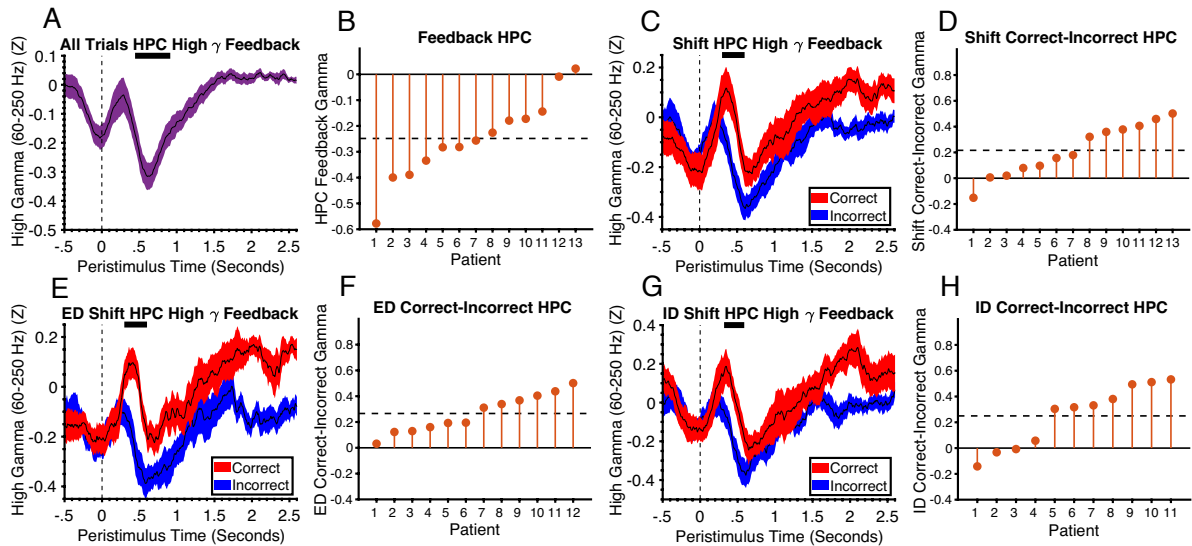 A
All Trials HPC High γ Feedback
High Gamma (60-250 Hz) (Z)
0.1
0
-0.1
-0.2
-0.3
-0.4
-0.5
-.5 0 .5 1 1.5 2 2.5
Peristimulus Time (Seconds)
B
Feedback HPC
HPC Feedback Gamma
0
-0.1
-0.2
-0.3
-0.4
-0.5
-0.6
1 2 3 4 5 6 7 8 9 10 11 12 13
Patient
C
Shift HPC High γ Feedback
High Gamma (60-250 Hz) (Z)
0.2
0
-0.2
-0.4
Correct
Incorrect
-.5 0 .5 1 1.5 2 2.5
Peristimulus Time (Seconds)
D
Shift Correct-Incorrect HPC
Shift Correct-Incorrect Gamma
0.8
0.6
0.4
0.2
0
-0.2
-0.4
1 2 3 4 5 6 7 8 9 10 11 12 13
Patient
E
ED Shift HPC High γ Feedback
High Gamma (60-250 Hz) (Z)
0.2
0
-0.2
-0.4
Correct
Incorrect
-.5 0 .5 1 1.5 2 2.5
Peristimulus Time (Seconds)
F
ED Correct-Incorrect HPC
ED Correct-Incorrect Gamma
0.8
0.6
0.4
0.2
0
0.2
0.4
1 2 3 4 5 6 7 8 9 10 11 12
Patient
G
ID Shift HPC High γ Feedback
High Gamma (60-250 Hz) (Z)
0.4
0.2
0
-0.2
-0.4
-0.6
Correct
Incorrect
-.5 0 .5 1 1.5 2 2.5
Peristimulus Time (Seconds)
H
ID Correct-Incorrect HPC
ID Correct-Incorrect Gamma
0.8
0.6
0.4
0.2
0
-0.2
-0.4
1 2 3 4 5 6 7 8 9 10 11
Patient